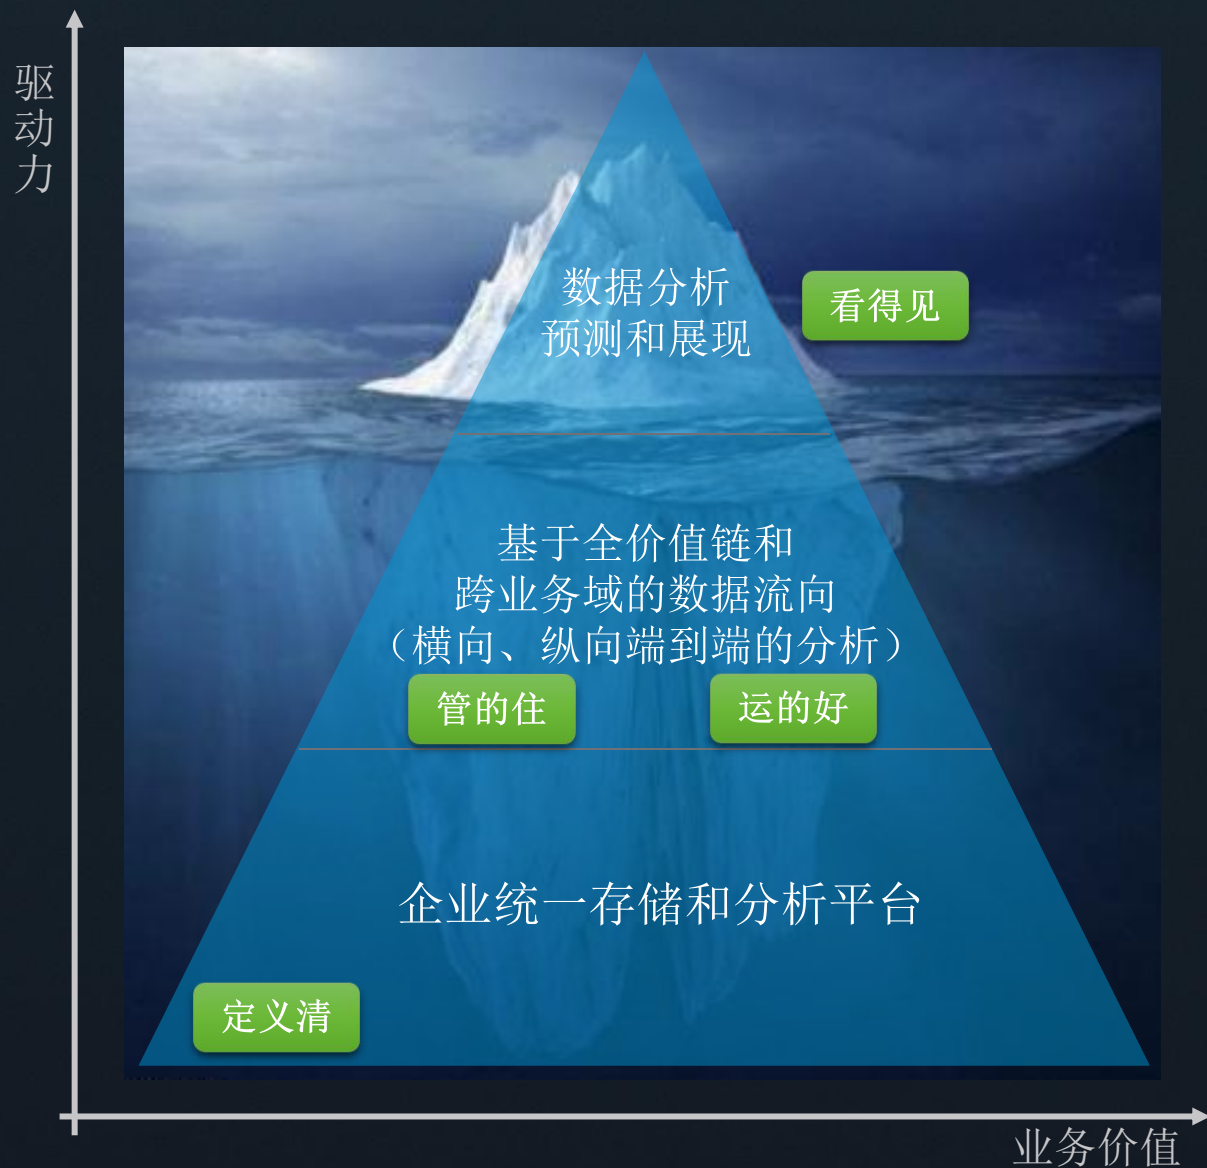 驱动力
数据分析
预测和展现
看得见
基于全价值链和
跨业务域的数据流向
（横向、纵向端到端的分析）
管的住
运的好
企业统一存储和分析平台
定义清
业务价值